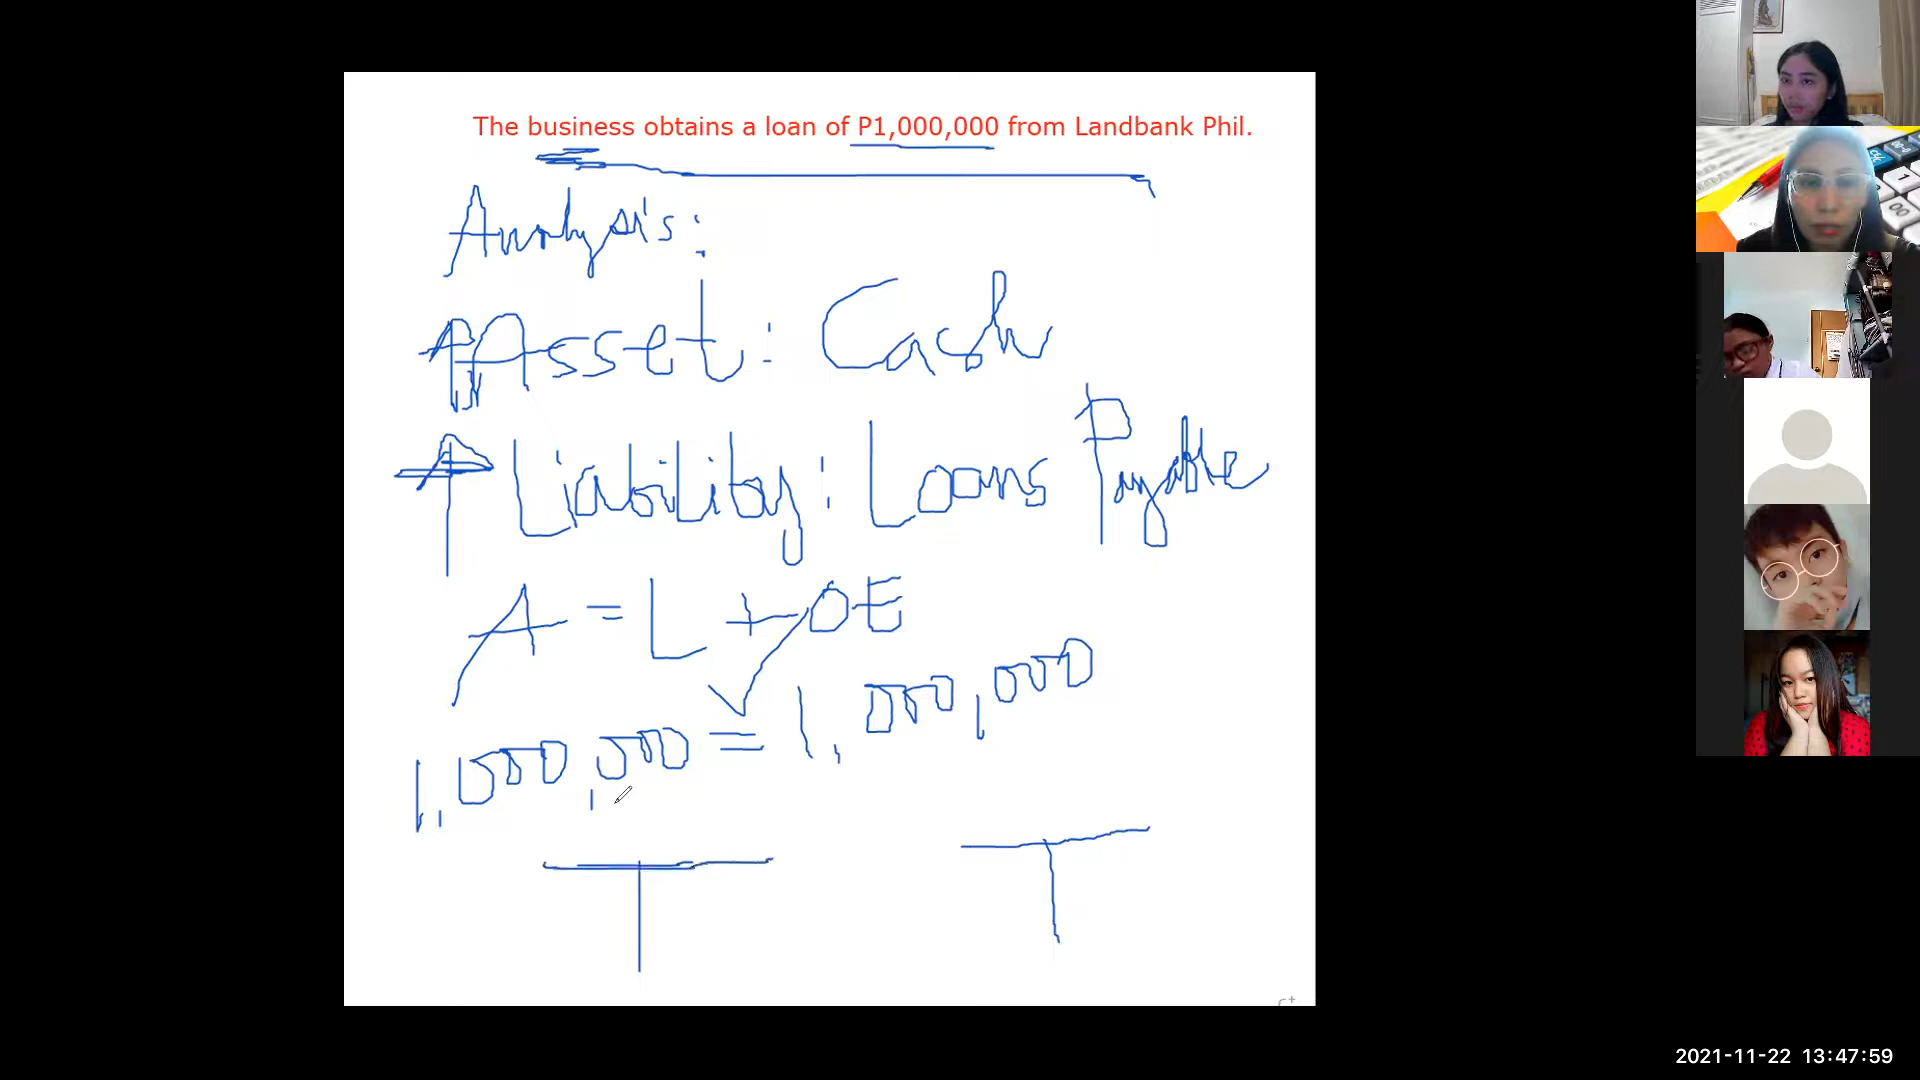 The business obtains a loan of P1,000,000 from Landbank Phil.
Analysis:
↑Asset: Cash
↑ Liability: Loans Payable
A = L + OE
1,000,000 = 1,000,000
2021-11-22 13:47:59